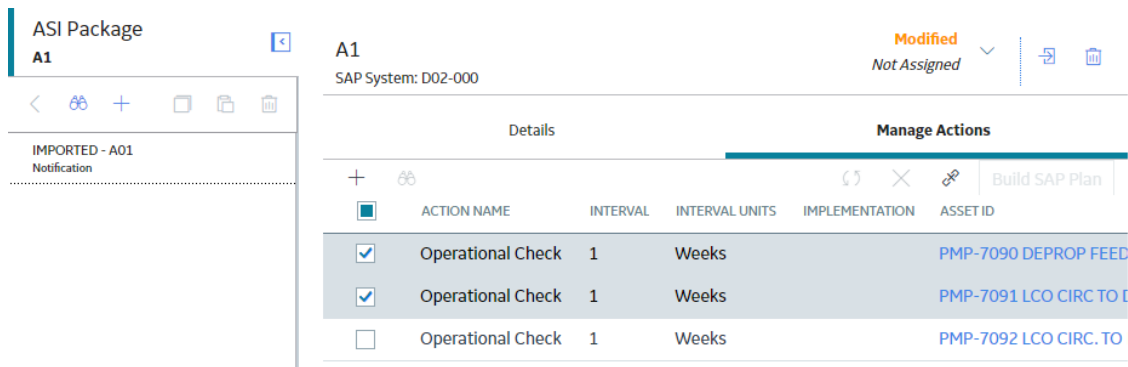 ASI Package
A1
IMPORTED - A01
Notification
A1
SAP System: D02-000
Modified
Not Assigned
Details
Manage Actions
Build SAP Plan
ACTION NAME INTERVAL INTERVAL UNITS IMPLEMENTATION ASSET ID
Operational Check 1 Weeks PMP-7090 DEPROP FEED
Operational Check 1 Weeks PMP-7091 LCO CIRC TO D
Operational Check 1 Weeks PMP-7092 LCO CIRC. TO